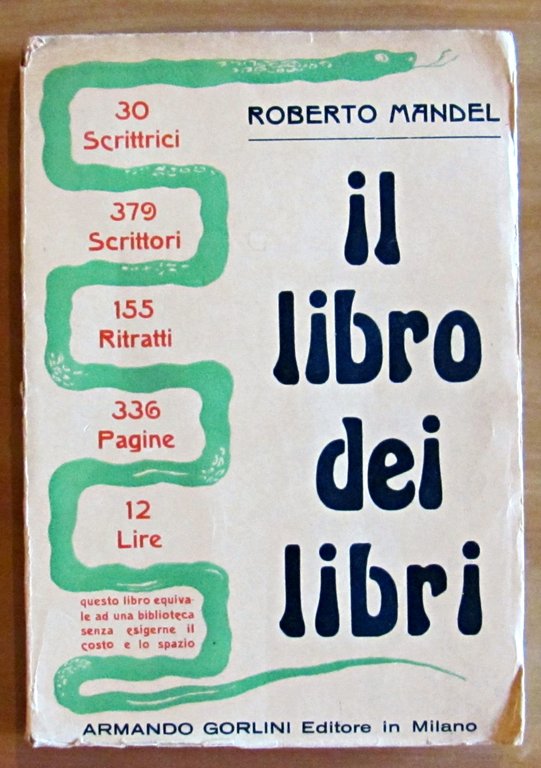 30
Scrittrici
379
Scrittori
155
Ritratti
336
Pagine
12
Lire
questo libro equiva-
le ad una biblioteca
senza esigerne il
costo e lo spazio
ROBERTO MANDEL
il
libro
dei
libri
ARMANDO GORLINI Editore in Milano